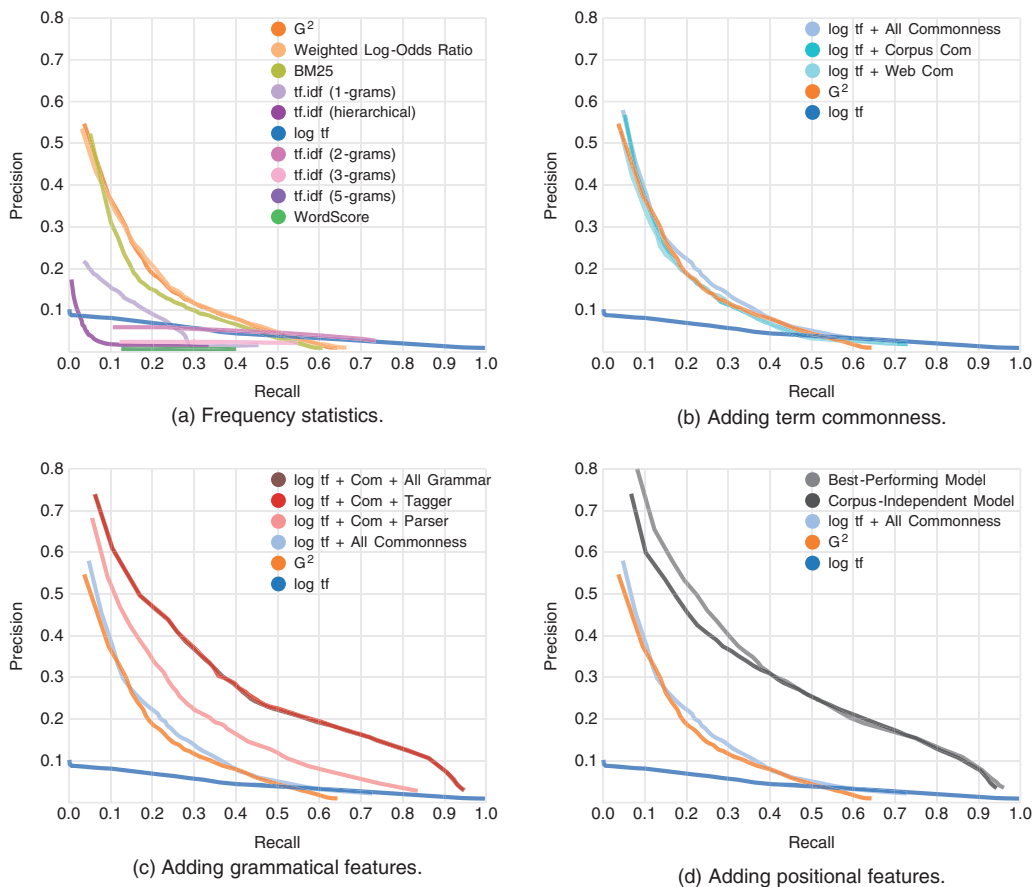 0.8
0.7
0.6
0.5
0.4
0.3
0.2
0.1
Precision
0.0 0.1 0.2 0.3 0.4 0.5 0.6 0.7 0.8 0.9 1.0
Recall
G²
Weighted Log-Odds Ratio
BM25
tf.idf (1-grams)
tf.idf (hierarchical)
log tf
tf.idf (2-grams)
tf.idf (3-grams)
tf.idf (5-grams)
WordScore
(a) Frequency statistics.
0.8
0.7
0.6
0.5
0.4
0.3
0.2
0.1
Precision
0.0 0.1 0.2 0.3 0.4 0.5 0.6 0.7 0.8 0.9 1.0
Recall
log tf + All Commonness
log tf + Corpus Com
log tf + Web Com
G²
log tf
(b) Adding term commonness.
0.8
0.7
0.6
0.5
0.4
0.3
0.2
0.1
Precision
0.0 0.1 0.2 0.3 0.4 0.5 0.6 0.7 0.8 0.9 1.0
Recall
log tf + Com + All Grammar
log tf + Com + Tagger
log tf + Com + Parser
log tf + All Commonness
G²
log tf
(c) Adding grammatical features.
0.8
0.7
0.6
0.5
0.4
0.3
0.2
0.1
Precision
0.0 0.1 0.2 0.3 0.4 0.5 0.6 0.7 0.8 0.9 1.0
Recall
Best-Performing Model
Corpus-Independent Model
log tf + All Commonness
G²
log tf
(d) Adding positional features.